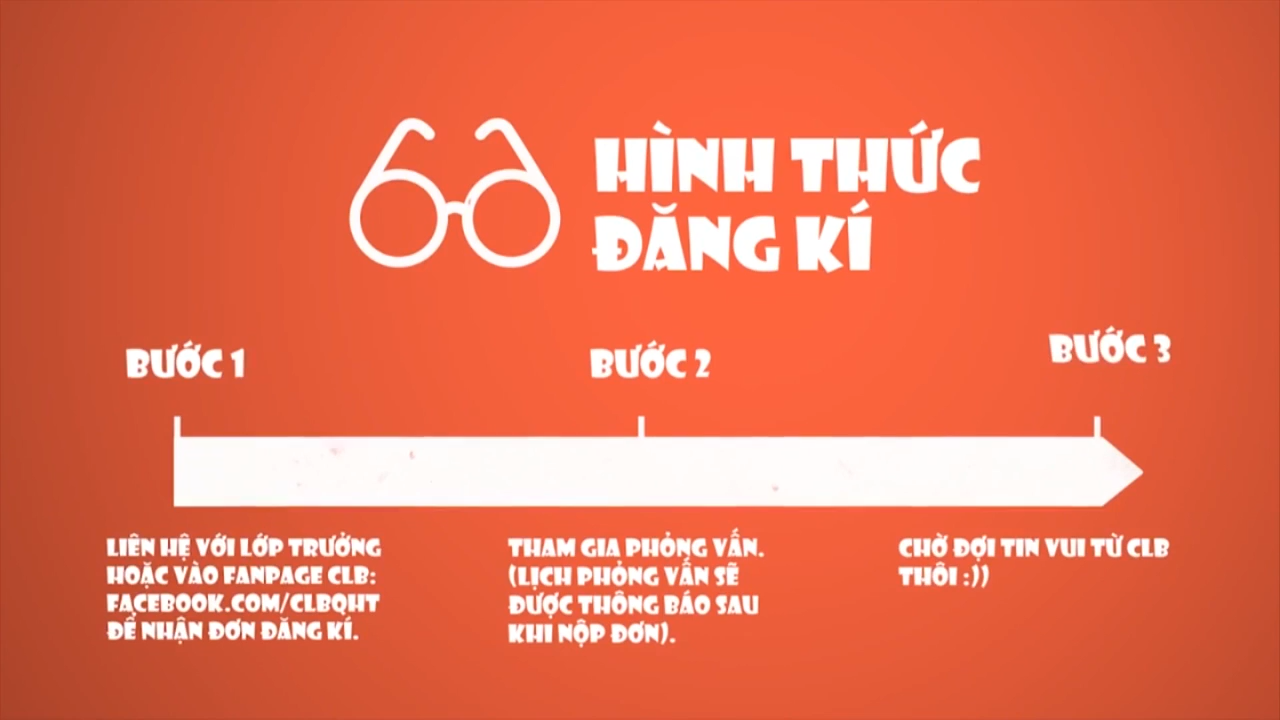 HÌNH THỨC
ĐĂNG KÍ
BƯỚC 1
BƯỚC 2
BƯỚC 3
LIÊN HỆ VỚI LỚP TRƯỞNG
HOẶC VÀO FANPAGE CLB:
FACEBOOK.COM/CLBQHT
ĐỂ NHẬN ĐƠN ĐĂNG KÍ.
THAM GIA PHỎNG VẤN.
(LỊCH PHỎNG VẤN SẼ
ĐƯỢC THÔNG BÁO SAU
KHI NỘP ĐƠN).
CHỜ ĐỢI TIN VUI TỪ CLB
THÔI :))